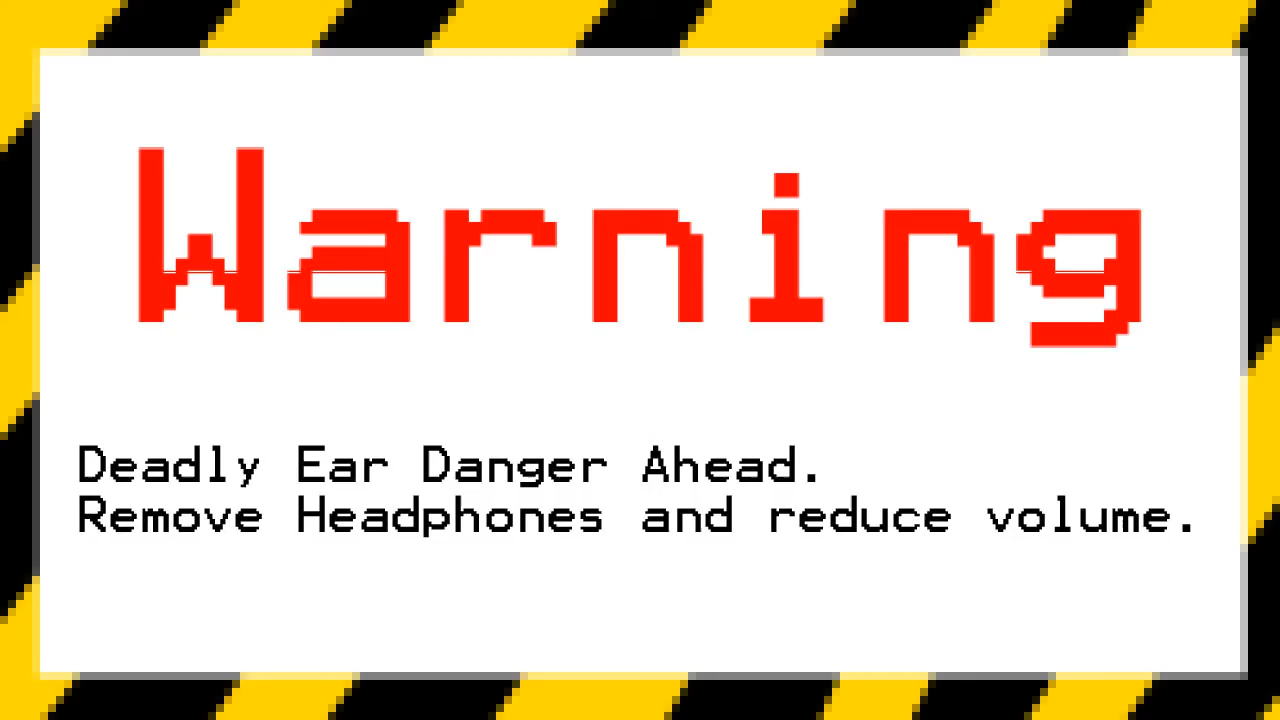 Warning
Deadly Ear Danger Ahead.
Remove Headphones and reduce volume.